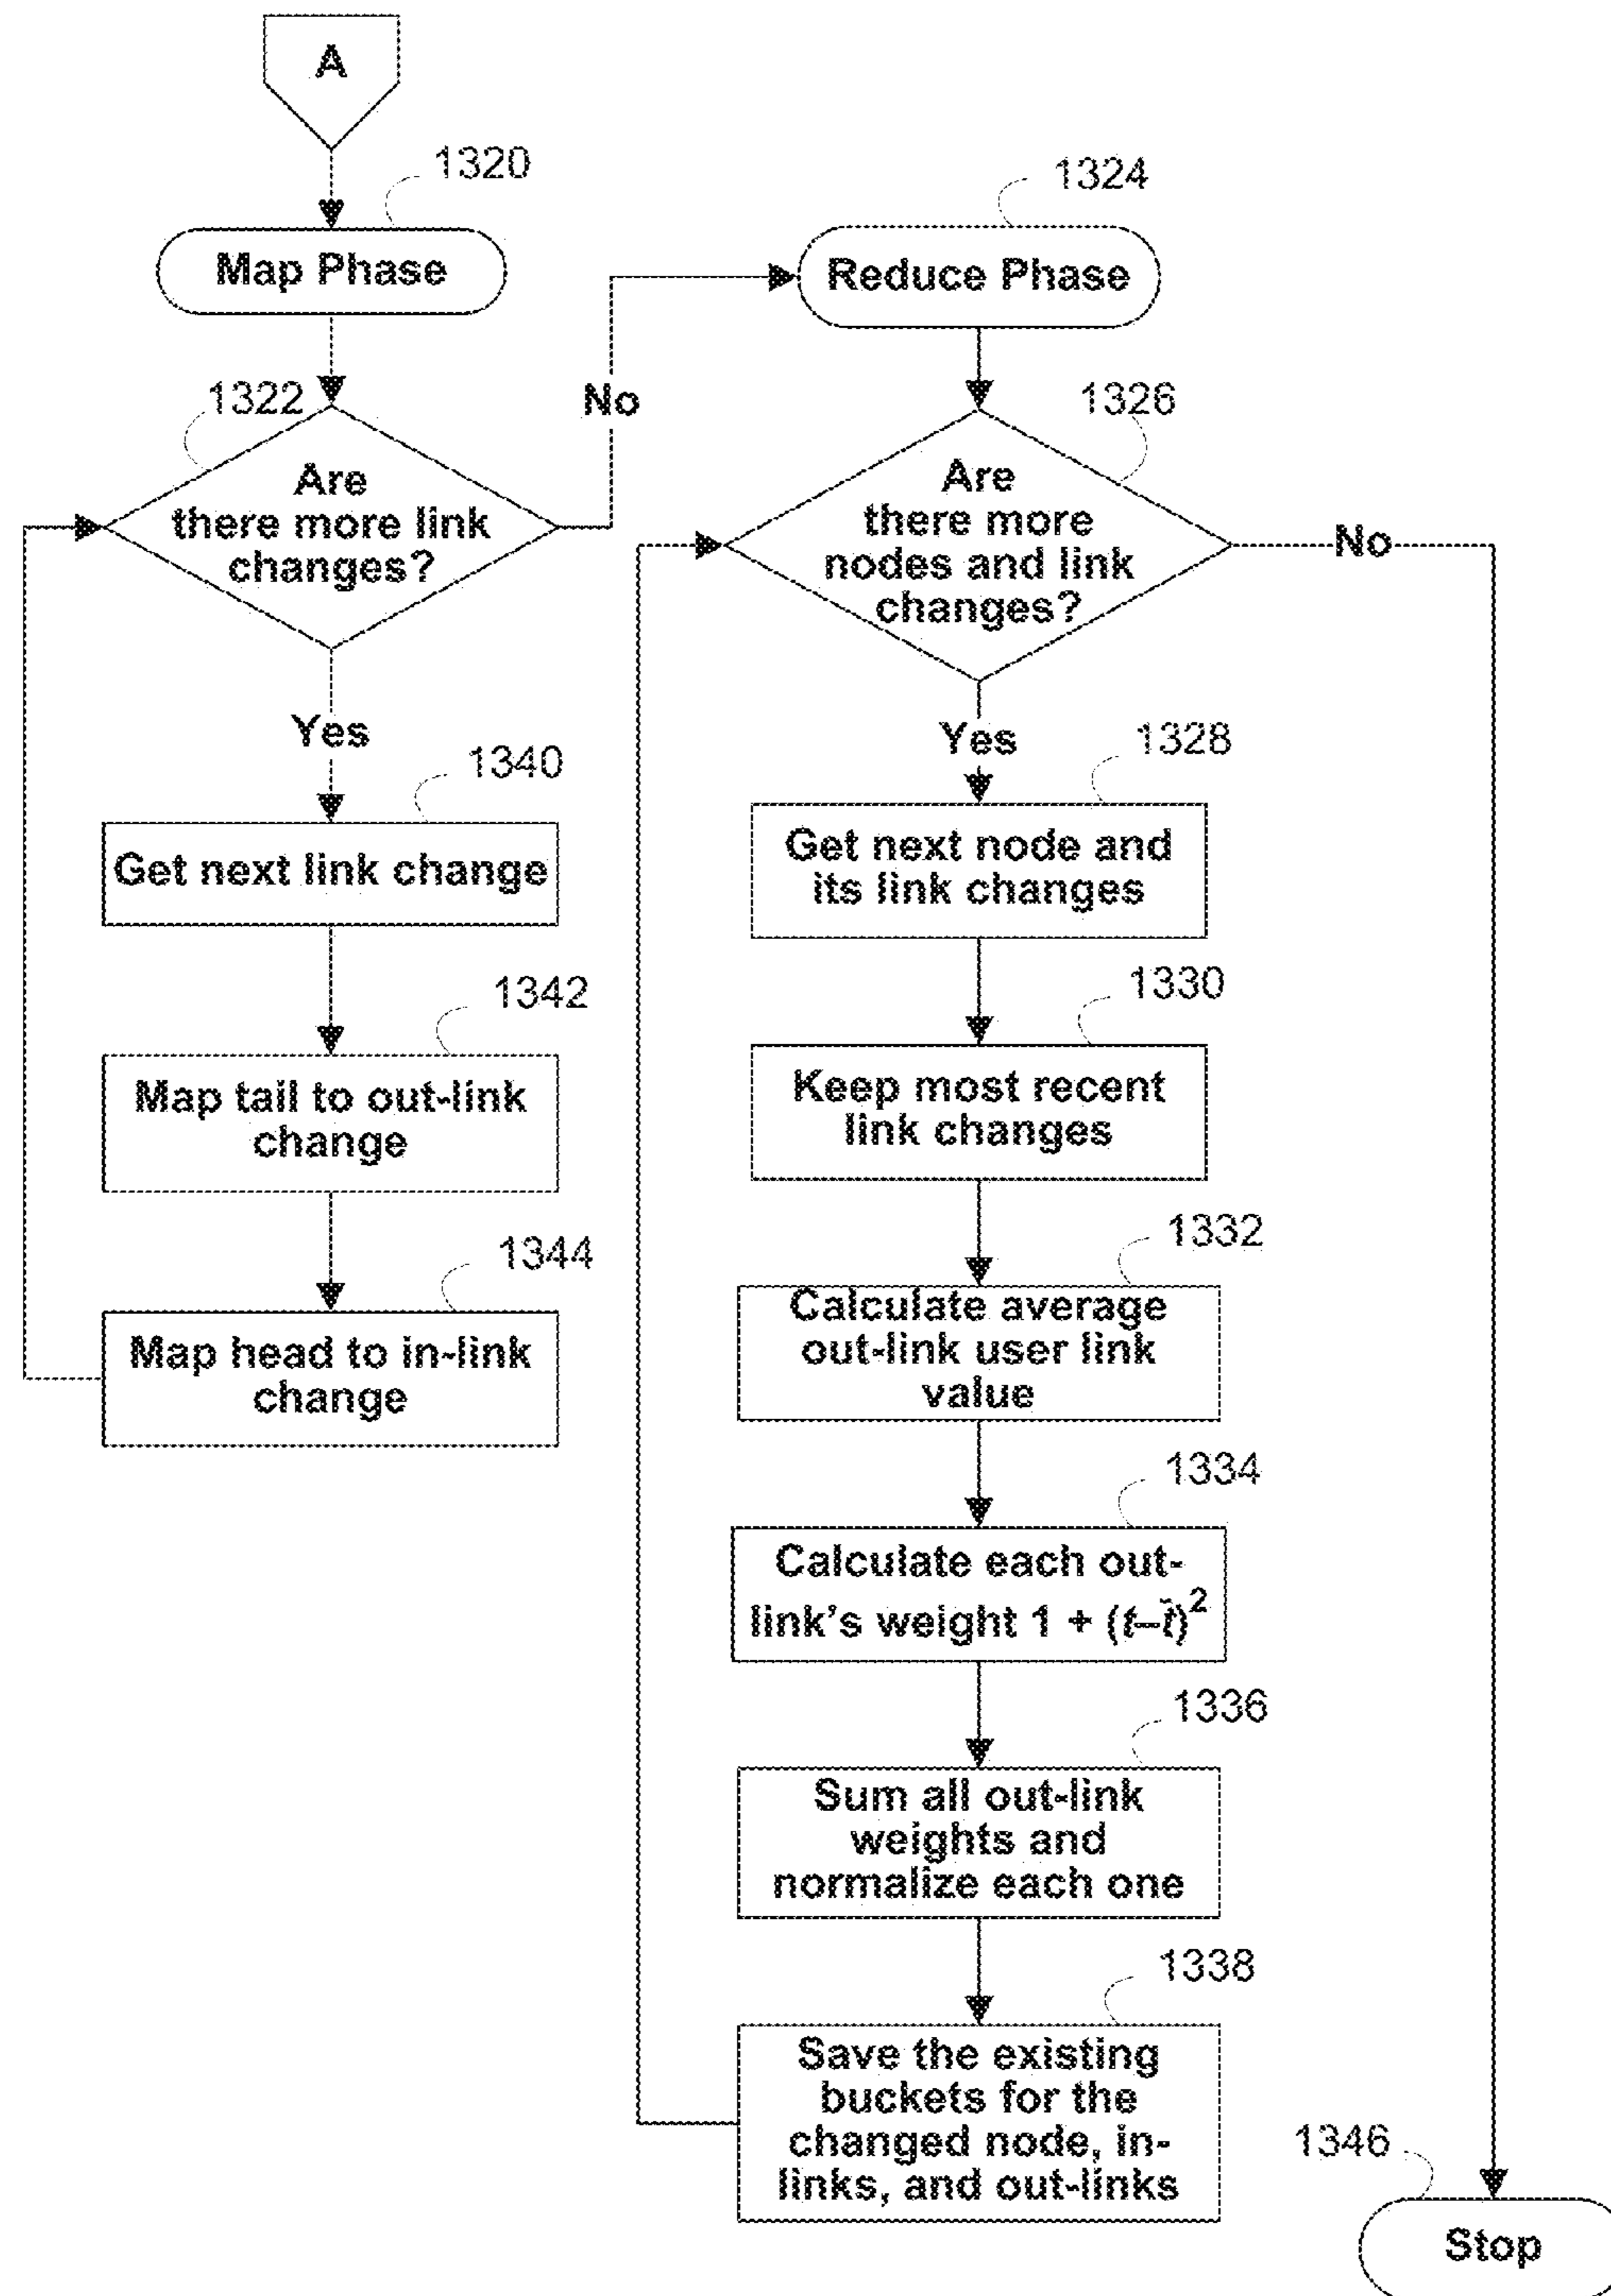 A
1320
Map Phase
1322
Are
there more link
changes?
No
Yes
1340
Get next link change
1342
Map tail to out-link
change
1344
Map head to in-link
change
1324
Reduce Phase
1326
Are
there more
nodes and link
changes?
No
Yes
1328
Get next node and
its link changes
1330
Keep most recent
link changes
1332
Calculate average
out-link user link
value
1334
Calculate each out-
link's weight 1 + (t–t̄)²
1336
Sum all out-link
weights and
normalize each one
1338
Save the existing
buckets for the
changed node, in-
links, and out-links
1346
Stop